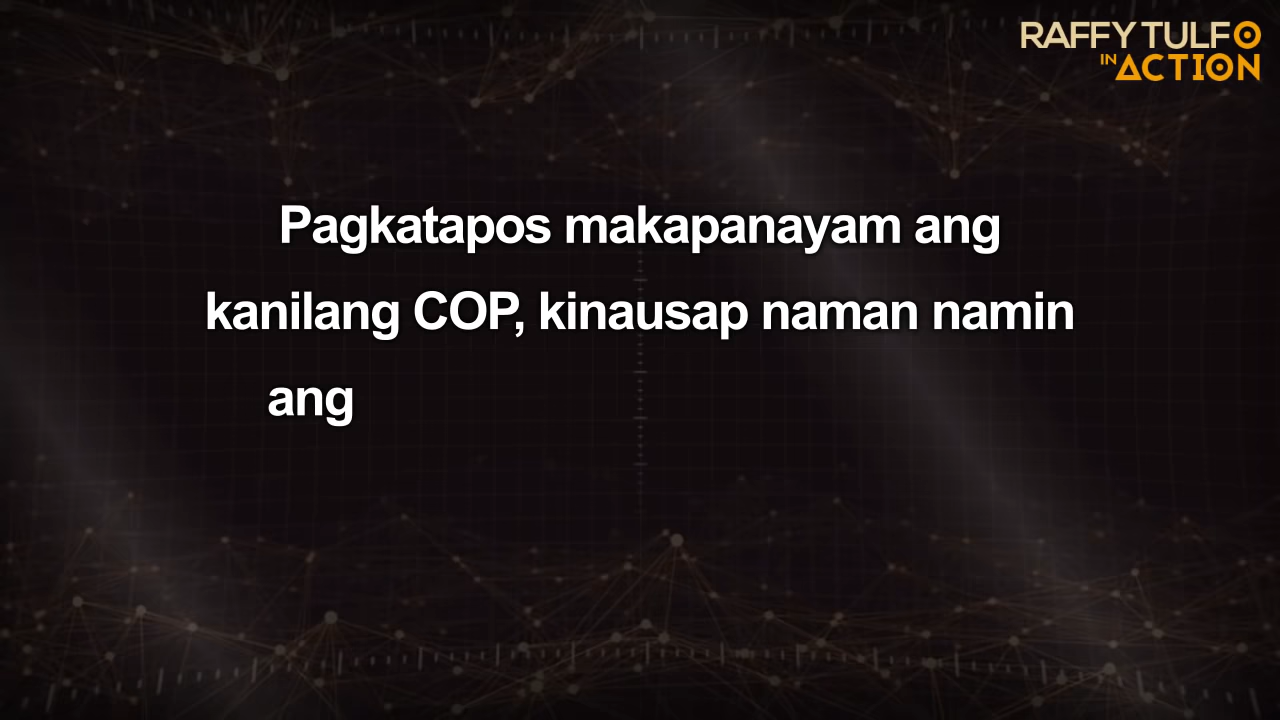 RAFFY TULFO
IN ACTION
Pagkatapos makapanayam ang
kanilang COP, kinausap naman namin
ang